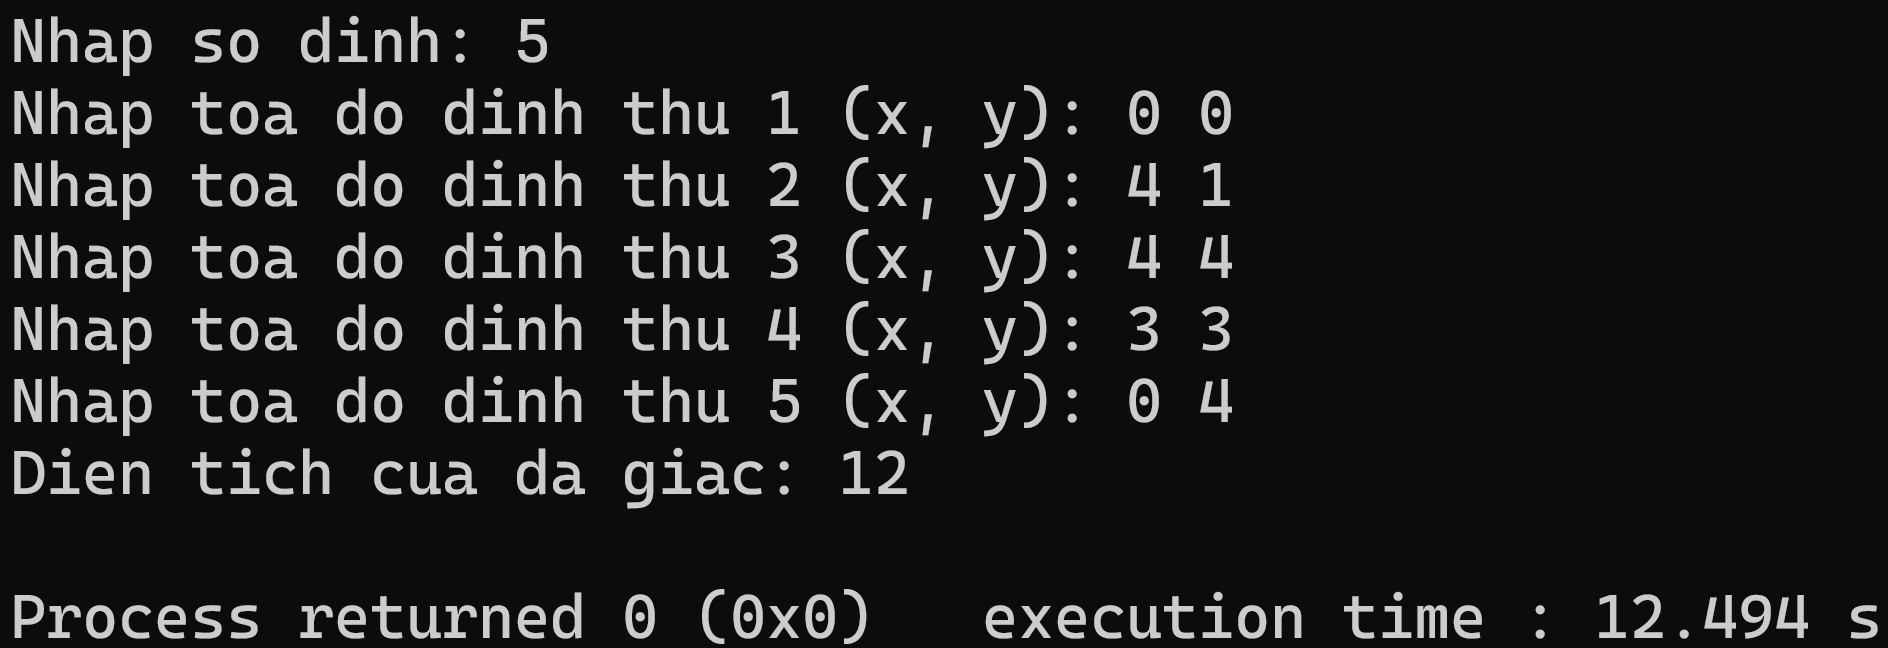 Nhap so dinh: 5
Nhap toa do dinh thu 1 (x, y): 0 0
Nhap toa do dinh thu 2 (x, y): 4 1
Nhap toa do dinh thu 3 (x, y): 4 4
Nhap toa do dinh thu 4 (x, y): 3 3
Nhap toa do dinh thu 5 (x, y): 0 4
Dien tich cua da giac: 12
Process returned 0 (0x0)   execution time : 12.494 s